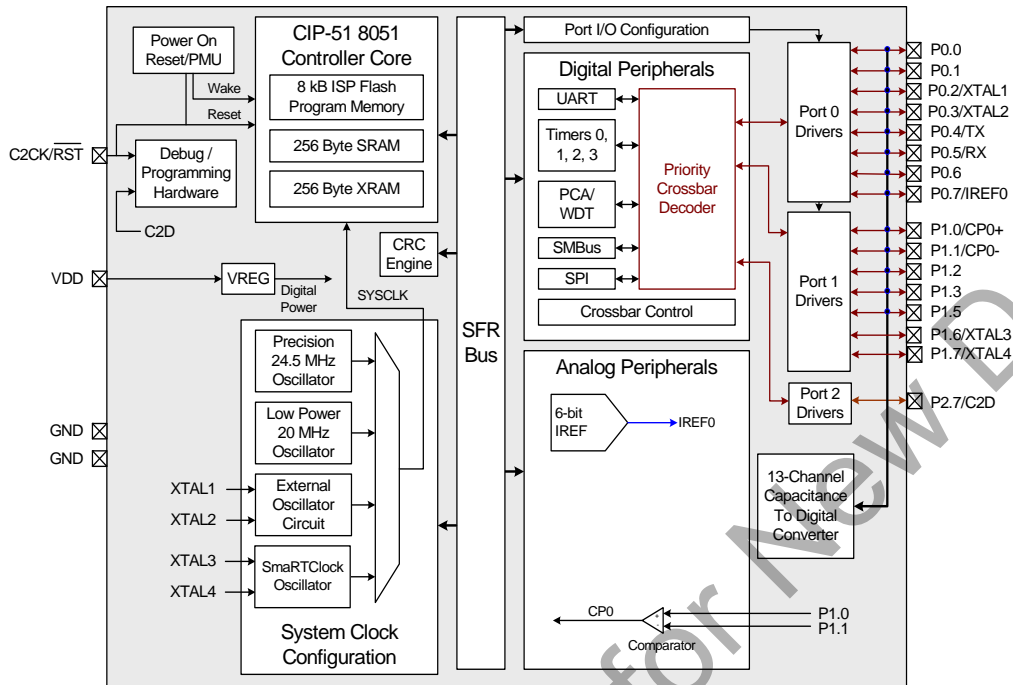 Power On
Reset/PMU
Wake
Reset
C2CK/RST
Debug /
Programming
Hardware
C2D
VDD
VREG
Digital
Power
GND
GND
CIP-51 8051
Controller Core
8 kB ISP Flash
Program Memory
256 Byte SRAM
256 Byte XRAM
CRC
Engine
SYSCLK
Precision
24.5 MHz
Oscillator
Low Power
20 MHz
Oscillator
XTAL1
XTAL2
External
Oscillator
Circuit
XTAL3
XTAL4
SmaRTClock
Oscillator
System Clock
Configuration
SFR
Bus
Port I/O Configuration
Digital Peripherals
UART
Timers 0,
1, 2, 3
PCA/
WDT
SMBus
SPI
Priority
Crossbar
Decoder
Crossbar Control
Analog Peripherals
6-bit
IREF
IREF0
CP0
+
-
Comparator
P1.0
P1.1
Port 0
Drivers
Port 1
Drivers
Port 2
Drivers
13-Channel
Capacitance
To Digital
Converter
P0.0
P0.1
P0.2/XTAL1
P0.3/XTAL2
P0.4/TX
P0.5/RX
P0.6
P0.7/IREF0
P1.0/CP0+
P1.1/CP0-
P1.2
P1.3
P1.5
P1.6/XTAL3
P1.7/XTAL4
P2.7/C2D
for New D